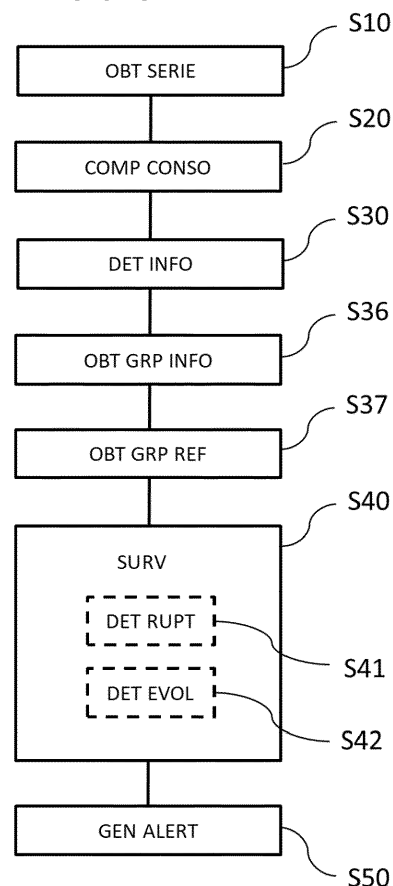 S10
OBT SERIE
S20
COMP CONSO
S30
DET INFO
S36
OBT GRP INFO
S37
OBT GRP REF
S40
SURV
DET RUPT
S41
DET EVOL
S42
GEN ALERT
S50